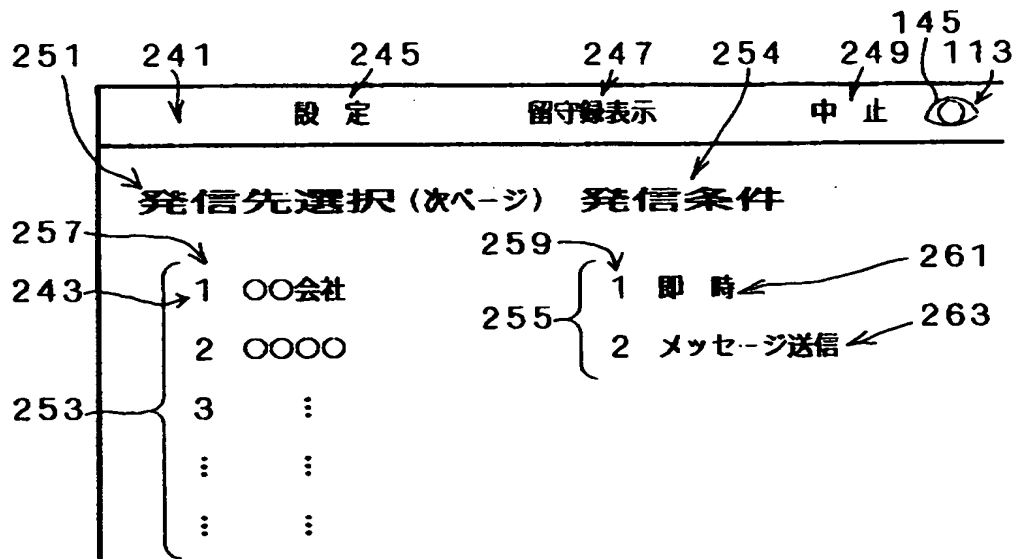 145
251 241 245 247 254 249 113
設 定 留守録表示 中 止
発信先選択(次ページ) 発信条件
257 259 261
243 1 ○○会社 1 即 時
255 263
2 ○○○○ 2 メッセージ送信
253 3 ⋮
⋮ ⋮
⋮ ⋮